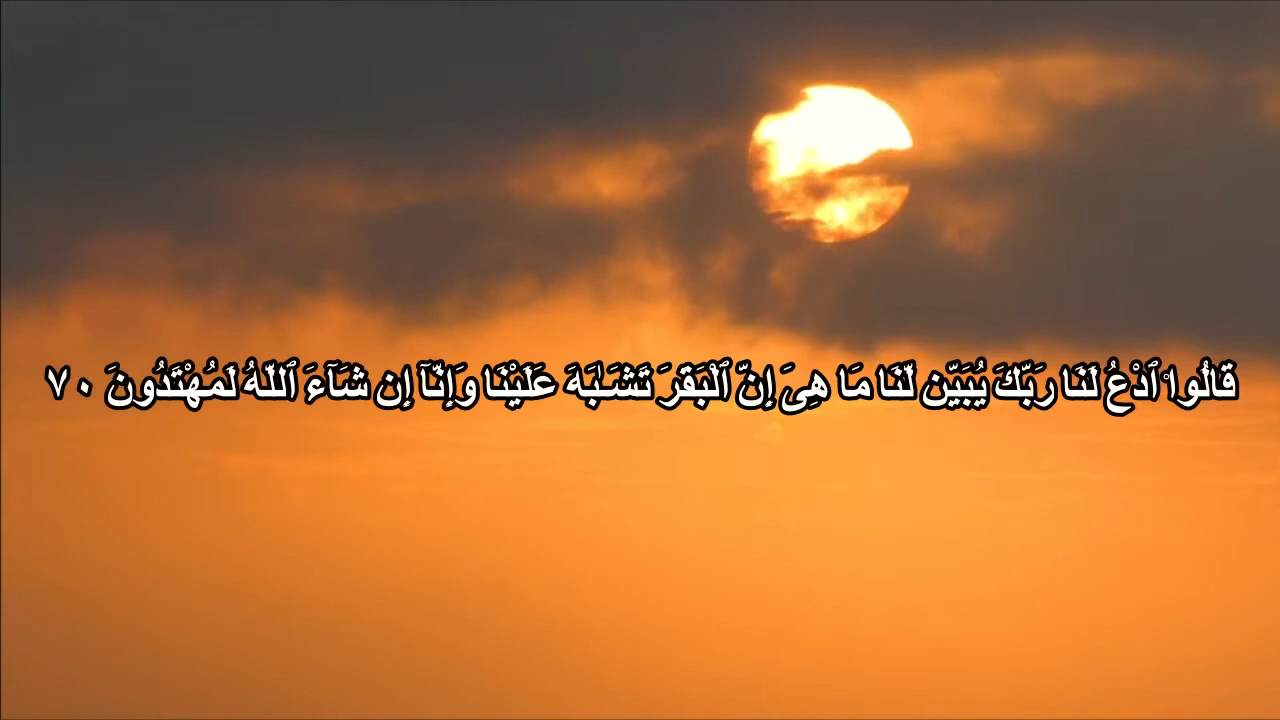 قَالُوا۟ ٱدْعُ لَنَا رَبَّكَ يُبَيِّن لَّنَا مَا هِىَ إِنَّ ٱلْبَقَرَ تَشَـٰبَهَ عَلَيْنَا وَإِنَّآ إِن شَآءَ ٱللَّهُ لَمُهْتَدُونَ ٧٠